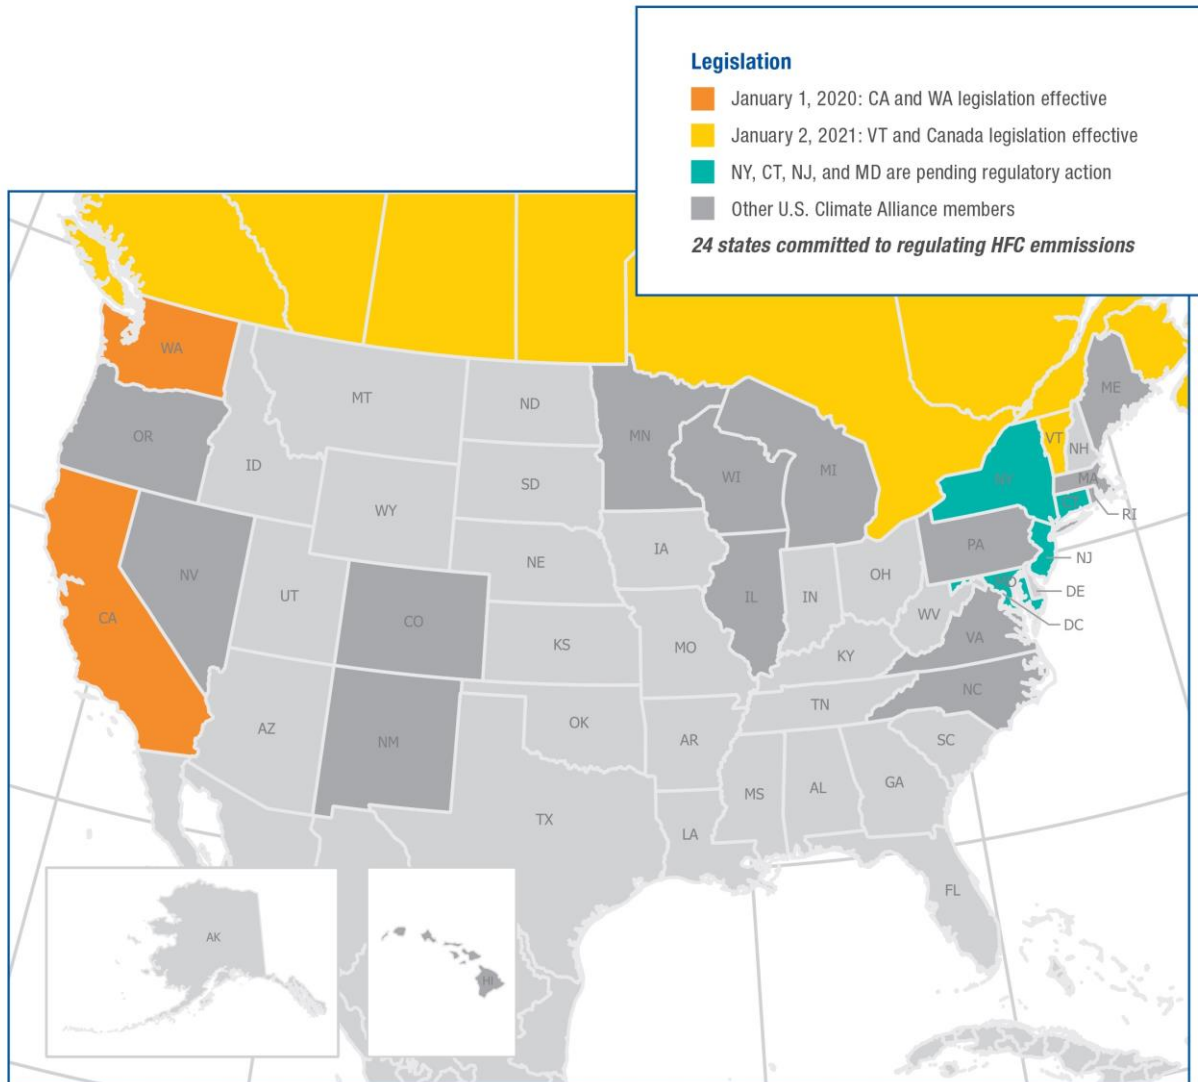 Legislation
January 1, 2020: CA and WA legislation effective
January 2, 2021: VT and Canada legislation effective
NY, CT, NJ, and MD are pending regulatory action
Other U.S. Climate Alliance members
24 states committed to regulating HFC emmissions
WA
MT
ND
MN
ME
OR
ID
SD
WI
MI
VT
NH
WY
NY
MA
RI
IA
NE
PA
NJ
NV
UT
CO
IL
IN
OH
DE
DC
CA
KS
MO
WV
VA
KY
NC
AZ
NM
OK
TN
AR
SC
TX
LA
MS
AL
GA
FL
AK
HI